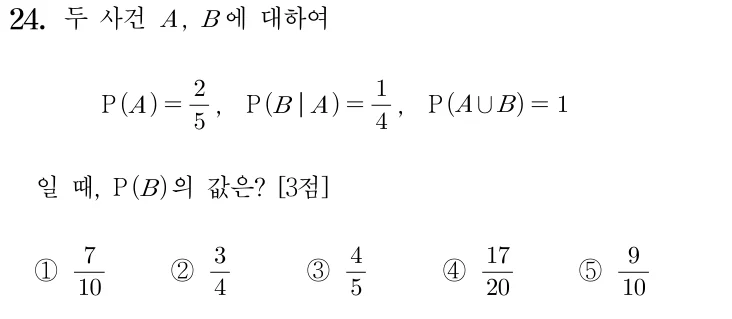 24. 두 사건 A, B에 대하여
P(A) = 2/5, P(B | A) = 1/4, P(A∪B) = 1
일 때, P(B)의 값은? [3점]
① 7/10 ② 3/4 ③ 4/5 ④ 17/20 ⑤ 9/10